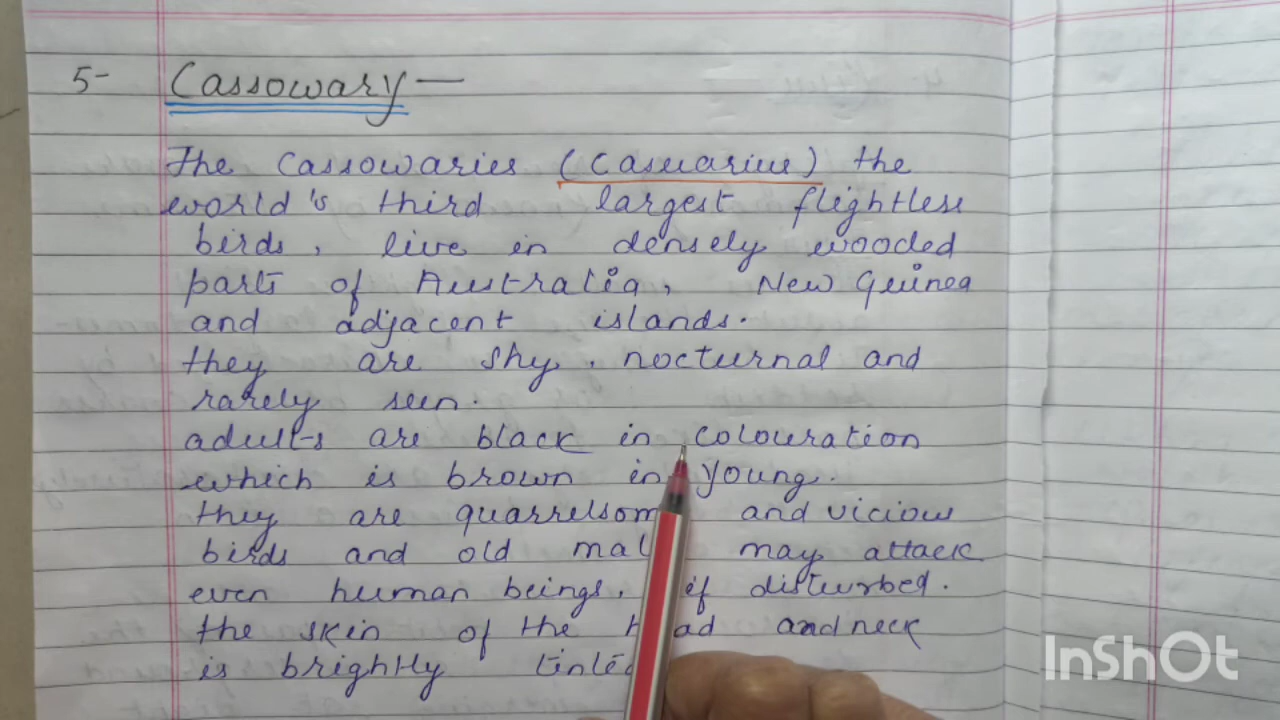 5- Cassowary —
The Cassowaries (Casuarius) the
world's third largest flightless
birds, live in densely wooded
parts of Australia, New Guinea
and adjacent islands.
they are shy, nocturnal and
rarely seen.
adults are black in colouration
which is brown in young.
they are quarrelsom and vicious
birds and old mal may attack
even human beings, if disturbed.
the skin of the h ad and neck
is brightly tinted
InShOt